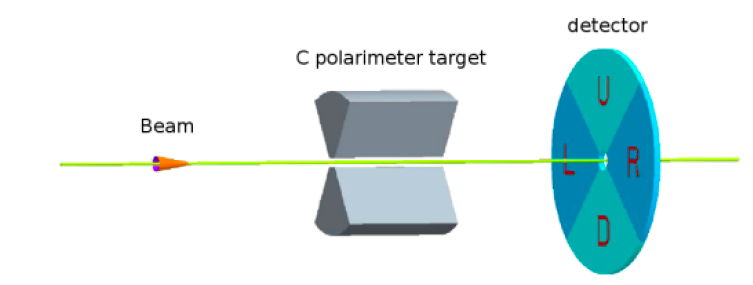 detector
C polarimeter target
Beam
U
L R
D